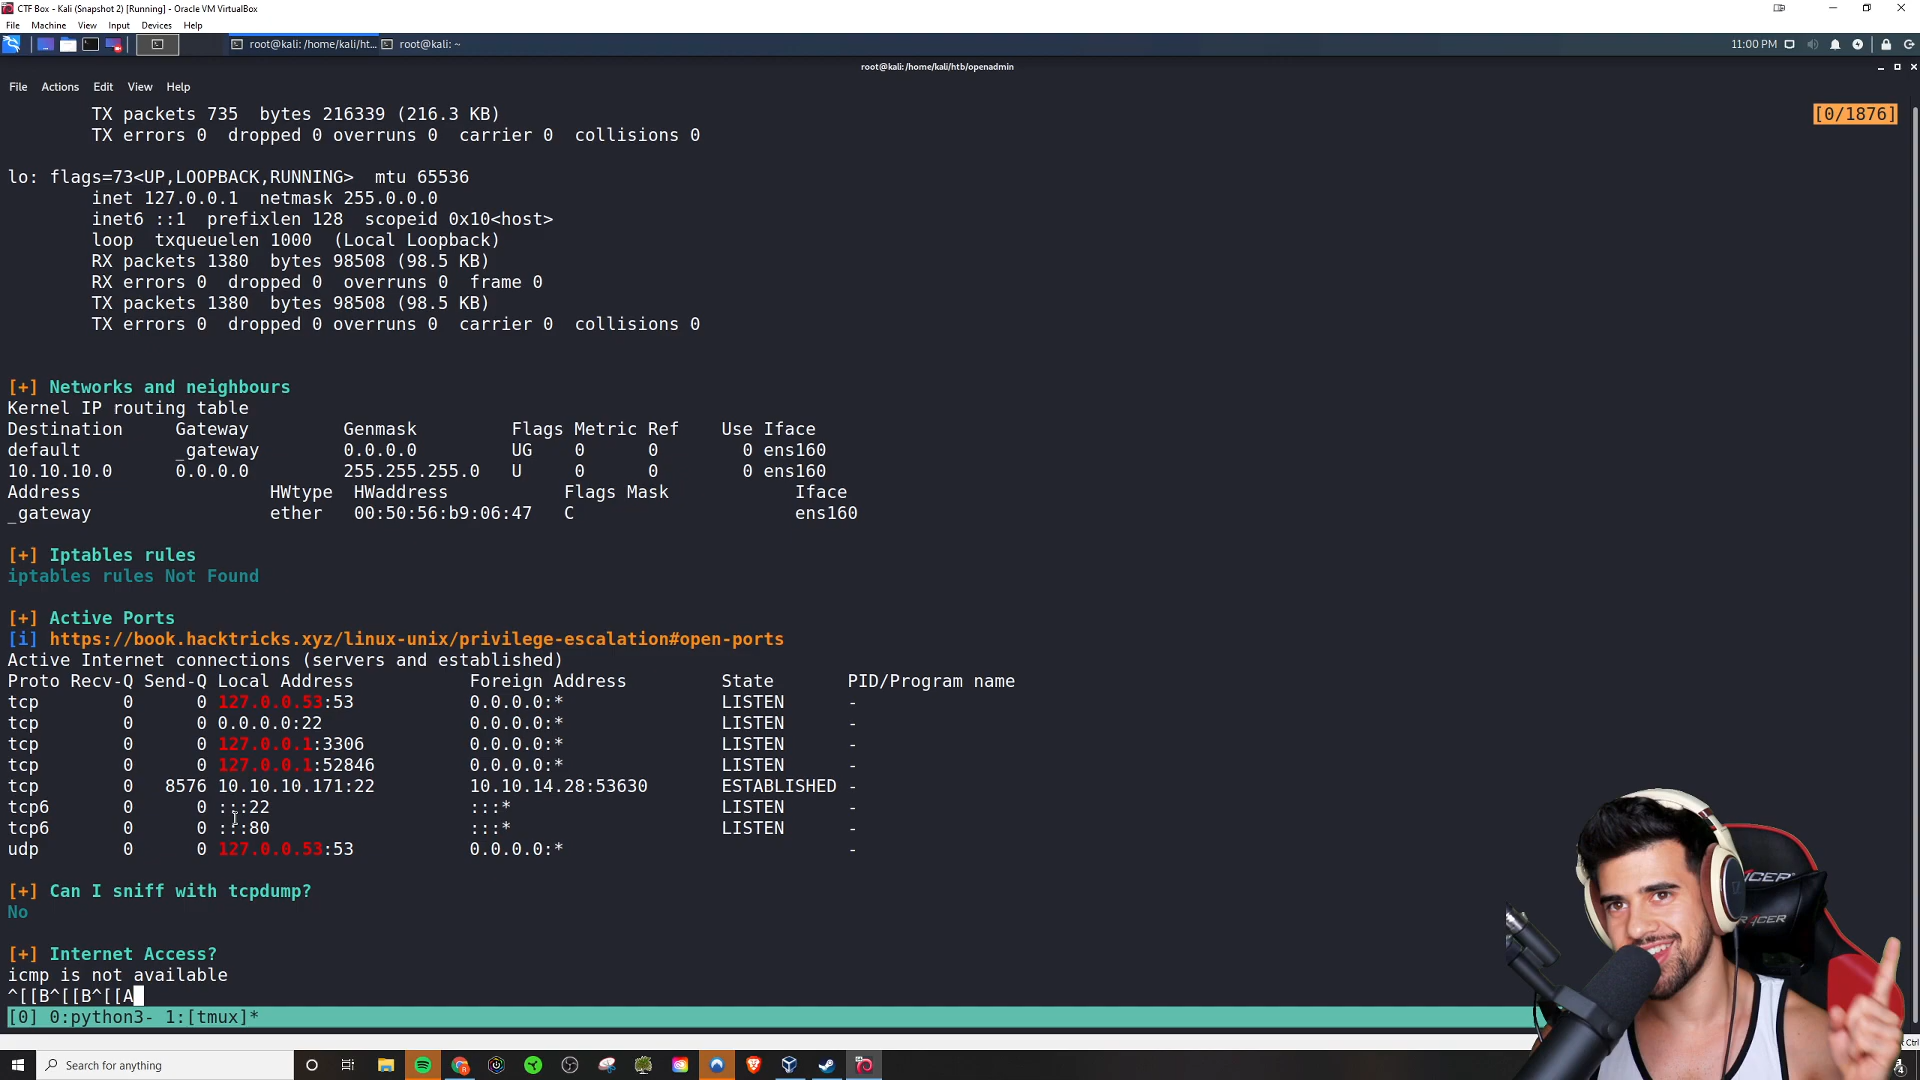 CTF Box - Kali (Snapshot 2) [Running] - Oracle VM VirtualBox
File Machine View Input Devices Help
root@kali: /home/kali/ht... root@kali: ~ 11:00 PM
root@kali: /home/kali/htb/openadmin
File Actions Edit View Help
TX packets 735 bytes 216339 (216.3 KB) [0/1876]
TX errors 0 dropped 0 overruns 0 carrier 0 collisions 0
lo: flags=73<UP,LOOPBACK,RUNNING> mtu 65536
inet 127.0.0.1 netmask 255.0.0.0
inet6 ::1 prefixlen 128 scopeid 0x10<host>
loop txqueuelen 1000 (Local Loopback)
RX packets 1380 bytes 98508 (98.5 KB)
RX errors 0 dropped 0 overruns 0 frame 0
TX packets 1380 bytes 98508 (98.5 KB)
TX errors 0 dropped 0 overruns 0 carrier 0 collisions 0
[+] Networks and neighbours
Kernel IP routing table
Destination Gateway Genmask Flags Metric Ref Use Iface
default _gateway 0.0.0.0 UG 0 0 0 ens160
10.10.10.0 0.0.0.0 255.255.255.0 U 0 0 0 ens160
Address HWtype HWaddress Flags Mask Iface
_gateway ether 00:50:56:b9:06:47 C ens160
[+] Iptables rules
iptables rules Not Found
[+] Active Ports
[i] https://book.hacktricks.xyz/linux-unix/privilege-escalation#open-ports
Active Internet connections (servers and established)
Proto Recv-Q Send-Q Local Address Foreign Address State PID/Program name
tcp 0 0 127.0.0.53:53 0.0.0.0:* LISTEN -
tcp 0 0 0.0.0.0:22 0.0.0.0:* LISTEN -
tcp 0 0 127.0.0.1:3306 0.0.0.0:* LISTEN -
tcp 0 0 127.0.0.1:52846 0.0.0.0:* LISTEN -
tcp 0 8576 10.10.10.171:22 10.10.14.28:53630 ESTABLISHED -
tcp6 0 0 :::22 :::* LISTEN -
tcp6 0 0 :::80 :::* LISTEN -
udp 0 0 127.0.0.53:53 0.0.0.0:* -
[+] Can I sniff with tcpdump?
No
[+] Internet Access?
icmp is not available
^[[B^[[B^[[A
[0] 0:python3- 1:[tmux]*
Ctrl
Search for anything